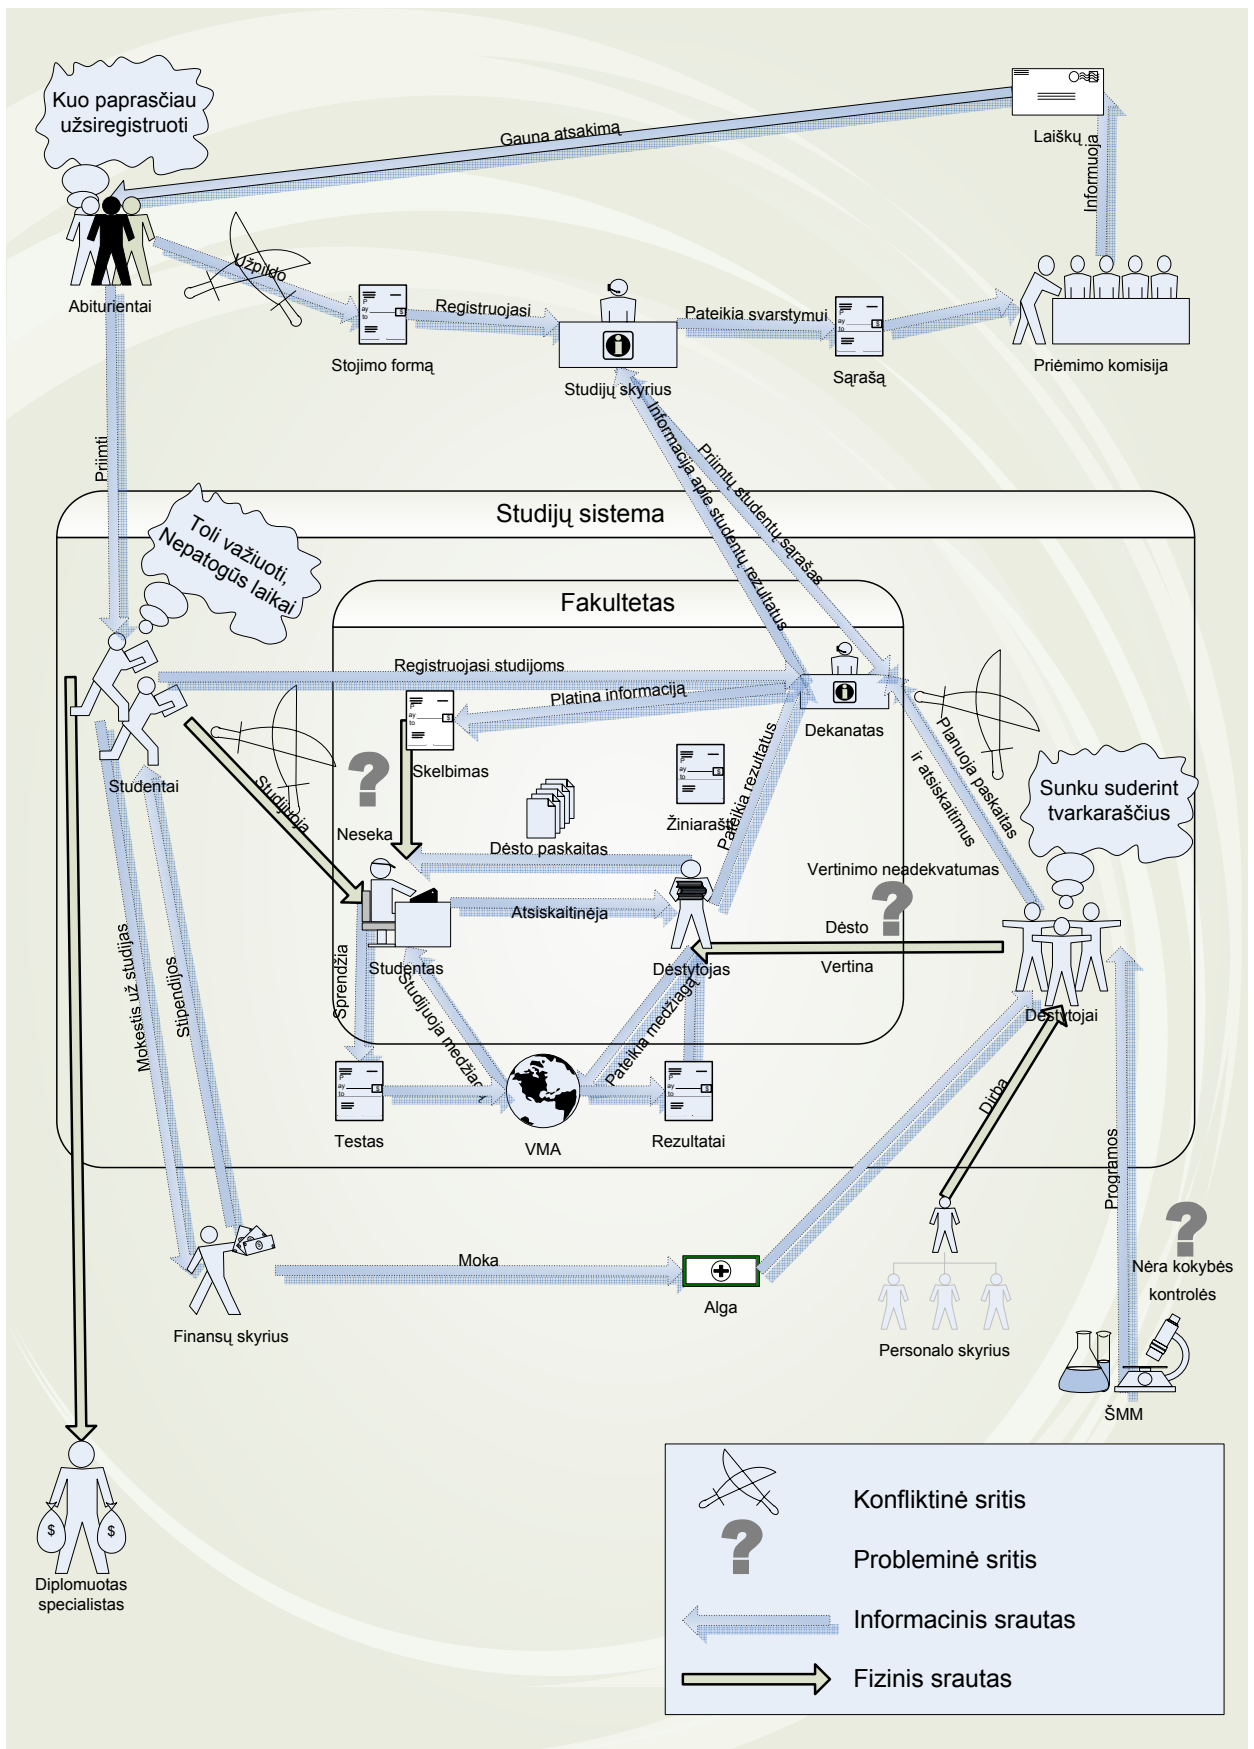 Kuo paprasčiau
užsiregistruoti
Gauna atsakimą
Laiškų
Informuoja
Abiturientai
Užpildo
Stojimo formą
Registruojasi
Studijų skyrius
Pateikia svarstymui
Sąrašą
Priėmimo komisija
Priimti
Informacija apie studentų rezultatus
Priimtų studentų sąrašas
Studijų sistema
Toli važiuoti,
Nepatogūs laikai
Fakultetas
Registruojasi studijoms
Platina informaciją
Dekanatas
Studentai
Studijuoja
Skelbimas
Neseka
Žiniaraštį
Pateikia rezultatus
Planuoja paskaitas
ir atsiskaitimus
Sunku suderint
tvarkaraščius
Dėsto paskaitas
Vertinimo neadekvatumas
Atsiskaitinėja
Dėsto
Vertina
Studentas
Dėstytojas
Dėstytojai
Sprendžia
Studijuoja medžiagą
Pateikia medžiagą
Mokestis už studijas
Stipendijos
Testas
VMA
Rezultatai
Dirba
Programos
Moka
Alga
Finansų skyrius
Personalo skyrius
Nėra kokybės
kontrolės
ŠMM
$
$
Diplomuotas
specialistas
Konfliktinė sritis
Probleminė sritis
Informacinis srautas
Fizinis srautas